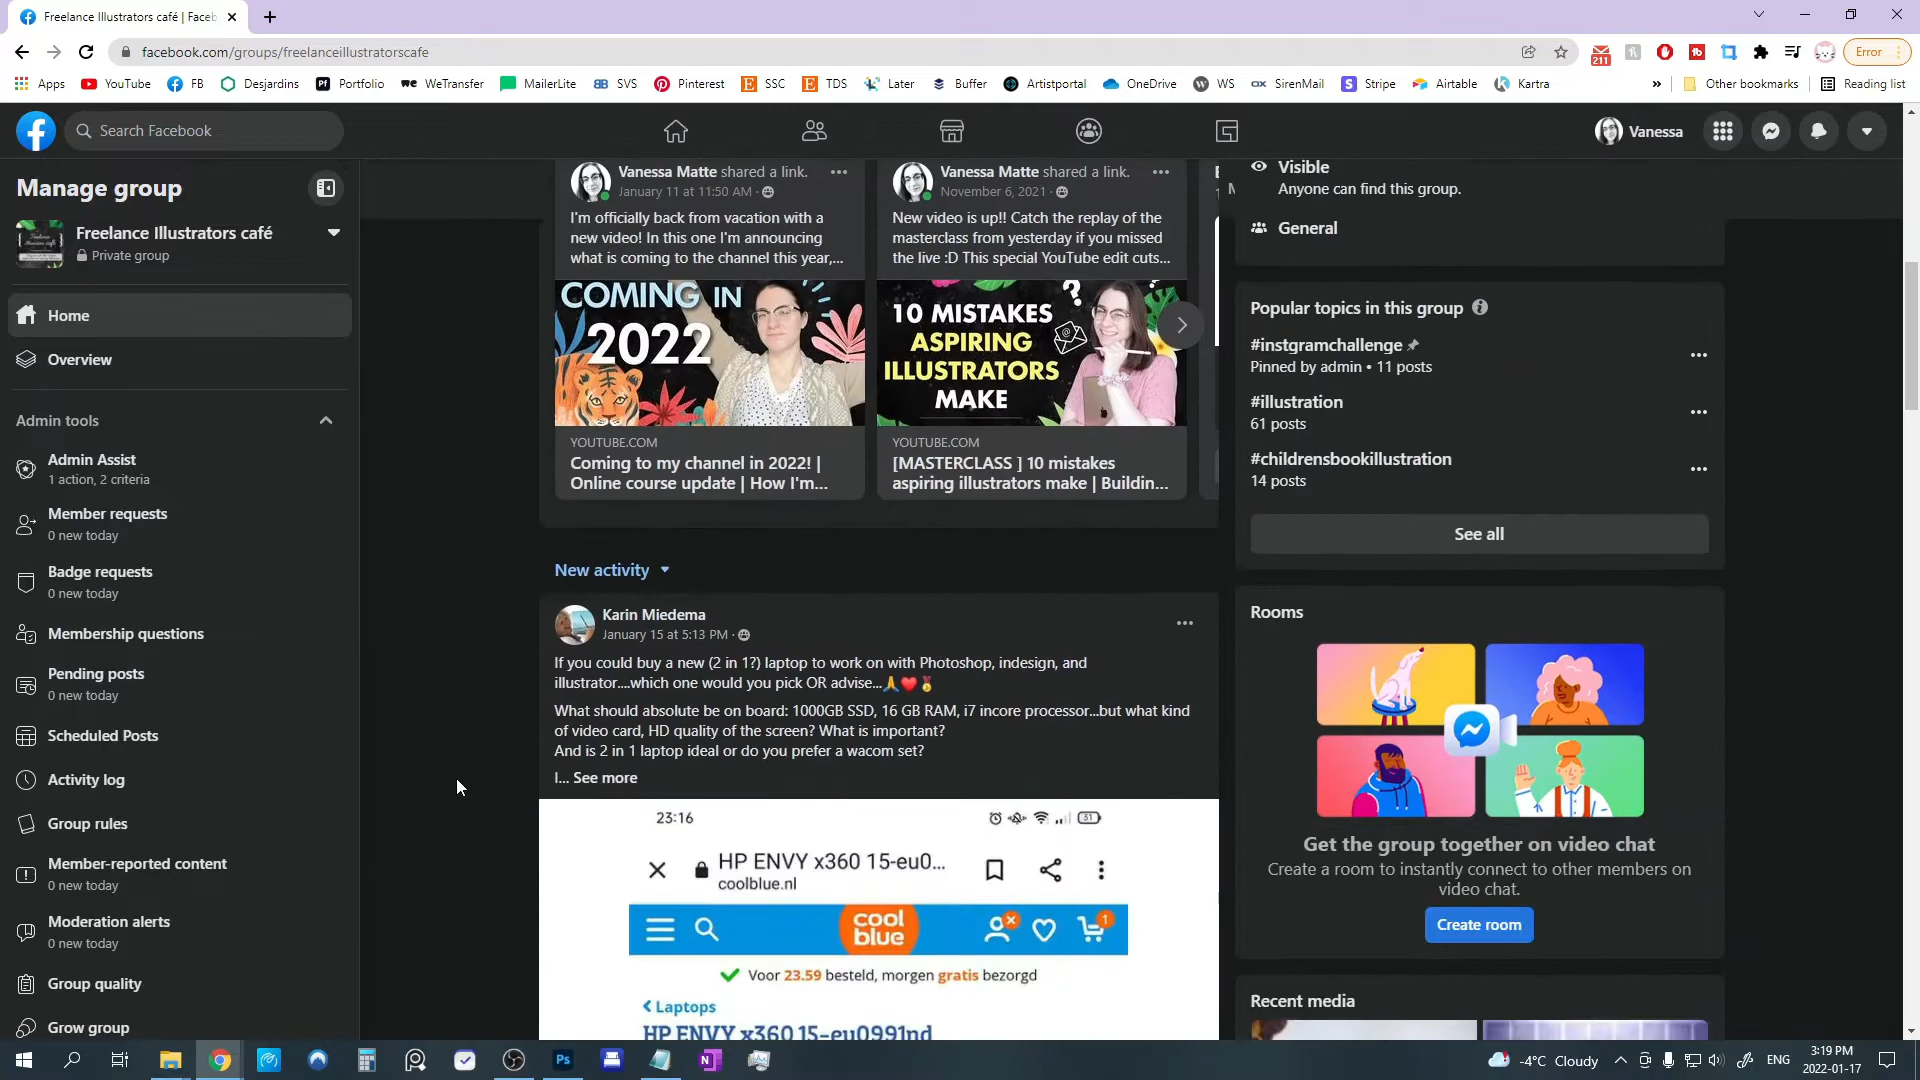 Freelance Illustrators café | Faceb
facebook.com/groups/freelanceillustratorscafe
211
Error
Apps
YouTube
FB
Desjardins
Portfolio
WeTransfer
MailerLite
SVS
Pinterest
SSC
TDS
Later
Buffer
Artistportal
OneDrive
WS
SirenMail
Stripe
Airtable
Kartra
»
Other bookmarks
Reading list
Search Facebook
Vanessa
Manage group
Freelance Illustrators café
Private group
Home
Overview
Admin tools
Admin Assist
1 action, 2 criteria
Member requests
0 new today
Badge requests
0 new today
Membership questions
Pending posts
0 new today
Scheduled Posts
Activity log
Group rules
Member-reported content
0 new today
Moderation alerts
0 new today
Group quality
Grow group
Vanessa Matte shared a link.
January 11 at 11:50 AM ·
I'm officially back from vacation with a
new video! In this one I'm announcing
what is coming to the channel this year,...
COMING IN
2022
YOUTUBE.COM
Coming to my channel in 2022! |
Online course update | How I'm...
Vanessa Matte shared a link.
November 6, 2021 ·
New video is up!! Catch the replay of the
masterclass from yesterday if you missed
the live :D This special YouTube edit cuts...
10 MISTAKES
ASPIRING
ILLUSTRATORS
MAKE
YOUTUBE.COM
[MASTERCLASS ] 10 mistakes
aspiring illustrators make | Buildin...
New activity
Karin Miedema
January 15 at 5:13 PM ·
If you could buy a new (2 in 1?) laptop to work on with Photoshop, indesign, and
illustrator....which one would you pick OR advise...🙏❤️🏅
What should absolute be on board: 1000GB SSD, 16 GB RAM, i7 incore processor...but what kind
of video card, HD quality of the screen? What is important?
And is 2 in 1 laptop ideal or do you prefer a wacom set?
I... See more
23:16
31
HP ENVY x360 15-eu0...
coolblue.nl
cool
blue
1
Voor 23.59 besteld, morgen gratis bezorgd
Laptops
HP ENVY x360 15-eu0991nd
Visible
Anyone can find this group.
General
Popular topics in this group
#instgramchallenge
Pinned by admin • 11 posts
#illustration
61 posts
#childrensbookillustration
14 posts
See all
Rooms
Get the group together on video chat
Create a room to instantly connect to other members on
video chat.
Create room
Recent media
-4°C Cloudy
ENG
3:19 PM
2022-01-17